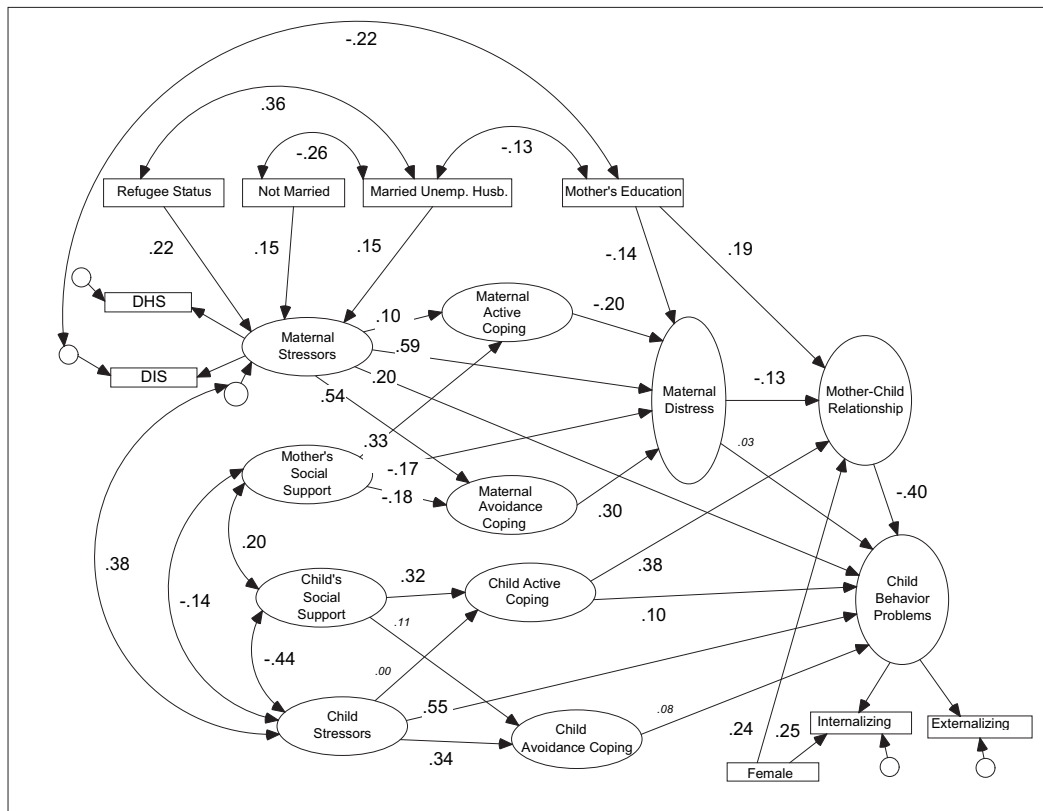 -.22
.36
-.26
-.13
Refugee Status
Not Married
Married Unemp. Husb.
Mother's Education
.22
.15
.15
-.14
.19
DHS
DIS
Maternal
Stressors
.10
Maternal
Active
Coping
-.20
.59
.20
.54
Maternal
Distress
-.13
Mother-Child
Relationship
.33
.03
Mother's
Social
Support
-.17
-.18
Maternal
Avoidance
Coping
.30
-.40
.38
.20
-.14
Child's
Social
Support
.32
.11
Child Active
Coping
.38
.10
Child
Behavior
Problems
-.44
.00
Child
Stressors
.55
.34
Child
Avoidance Coping
.08
.24
.25
Internalizing
Externalizing
Female